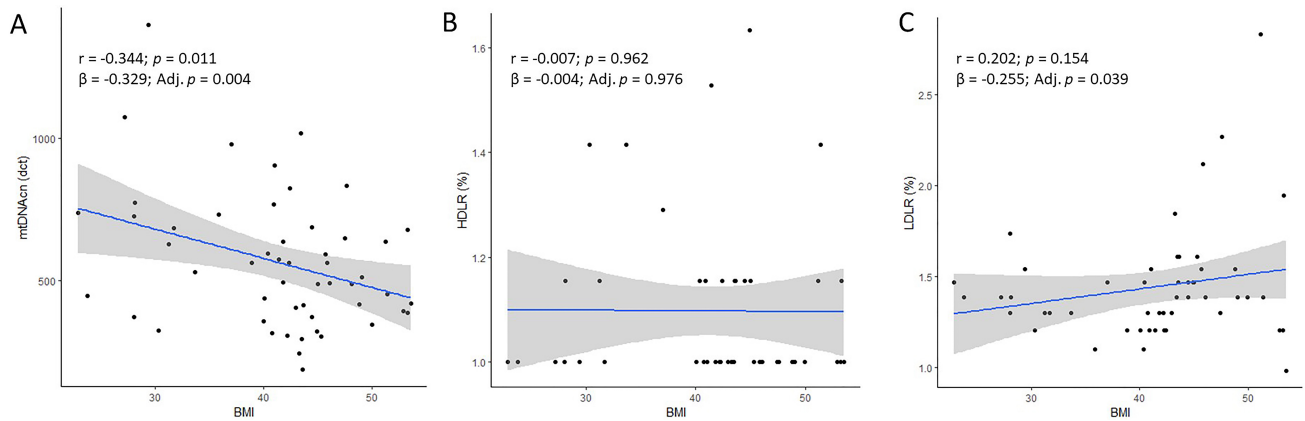 A
r = -0.344; p = 0.011
β = -0.329; Adj. p = 0.004
mtDNAcn (dct)
1000
500
30
40
50
BMI
B
r = -0.007; p = 0.962
β = -0.004; Adj. p = 0.976
HDLR (%)
1.6
1.4
1.2
1.0
30
40
50
BMI
C
r = 0.202; p = 0.154
β = -0.255; Adj. p = 0.039
LDLR (%)
2.5
2.0
1.5
1.0
30
40
50
BMI